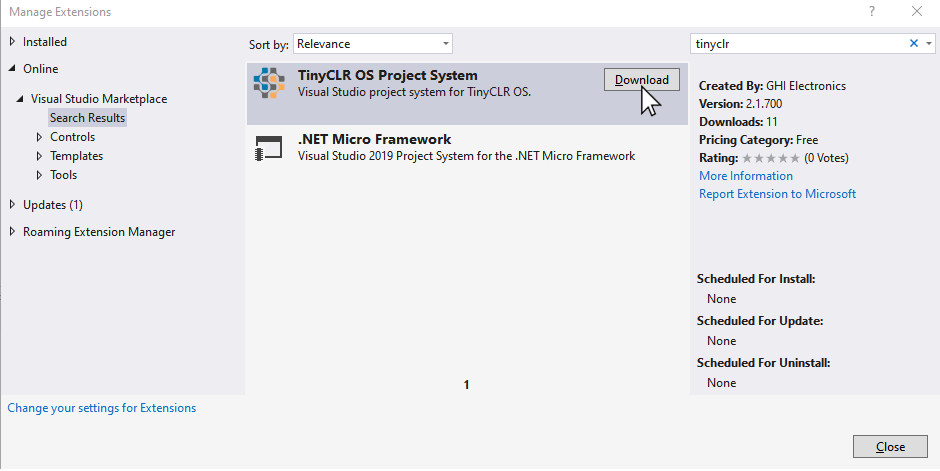 Manage Extensions
?
Installed
Online
Visual Studio Marketplace
Search Results
Controls
Templates
Tools
Updates (1)
Roaming Extension Manager
Change your settings for Extensions
Sort by: Relevance
TinyCLR OS Project System
Visual Studio project system for TinyCLR OS.
Download
.NET Micro Framework
Visual Studio 2019 Project System for the .NET Micro Framework
1
tinyclr
Created By: GHI Electronics
Version: 2.1.700
Downloads: 11
Pricing Category: Free
Rating: ★★★★★ (0 Votes)
More Information
Report Extension to Microsoft
Scheduled For Install:
None
Scheduled For Update:
None
Scheduled For Uninstall:
None
Close